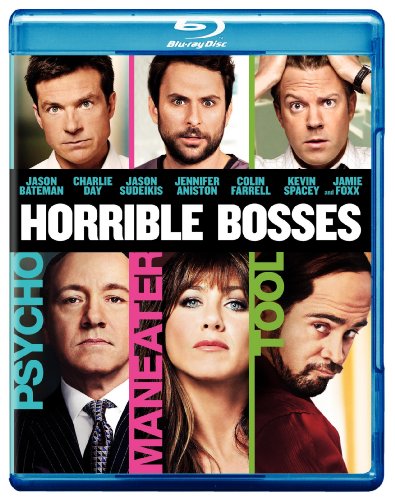 Blu-ray Disc
JASON BATEMAN
CHARLIE DAY
JASON SUDEIKIS
JENNIFER ANISTON
COLIN FARRELL
KEVIN SPACEY
and JAMIE FOXX
HORRIBLE BOSSES
PSYCHO
MANEATER
TOOL